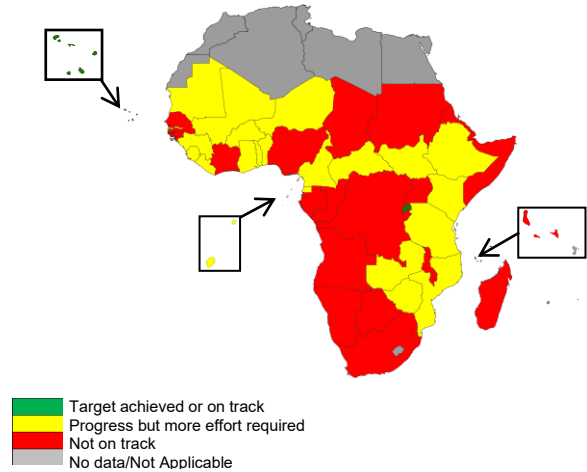 Target achieved or on track
Progress but more effort required
Not on track
No data/Not Applicable